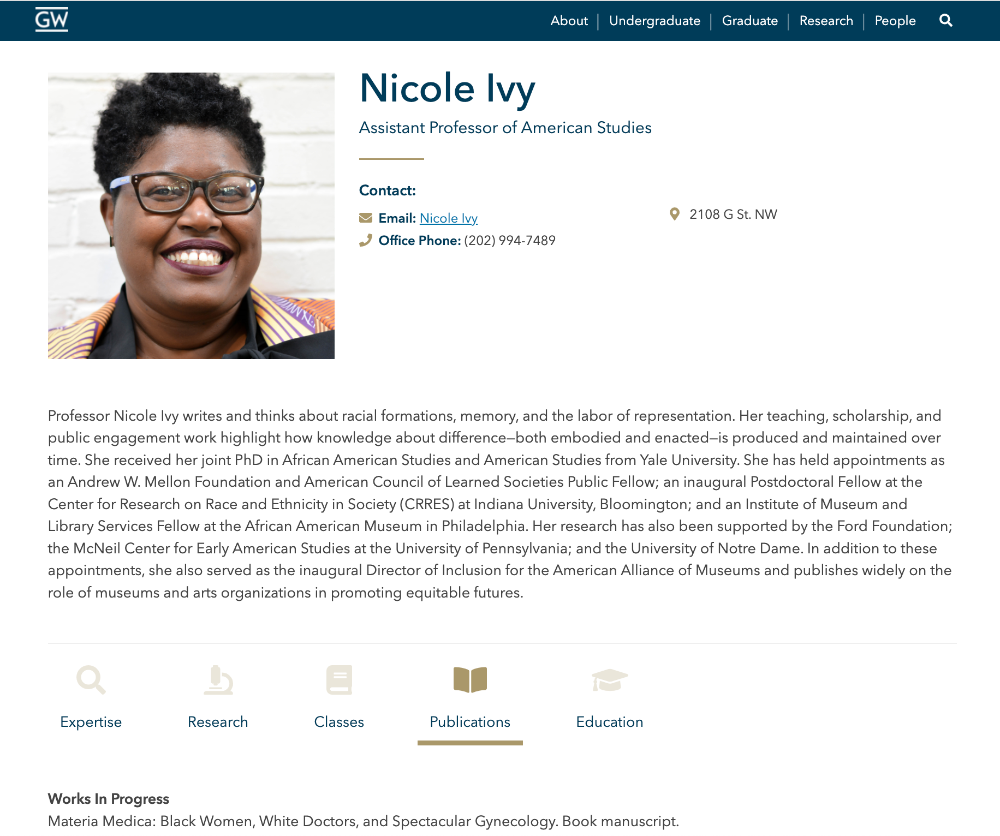 GW
About
Undergraduate
Graduate
Research
People
Nicole Ivy
Assistant Professor of American Studies
Contact:
Email: Nicole Ivy
Office Phone: (202) 994-7489
2108 G St. NW
Professor Nicole Ivy writes and thinks about racial formations, memory, and the labor of representation. Her teaching, scholarship, and
public engagement work highlight how knowledge about difference—both embodied and enacted—is produced and maintained over
time. She received her joint PhD in African American Studies and American Studies from Yale University. She has held appointments as
an Andrew W. Mellon Foundation and American Council of Learned Societies Public Fellow; an inaugural Postdoctoral Fellow at the
Center for Research on Race and Ethnicity in Society (CRRES) at Indiana University, Bloomington; and an Institute of Museum and
Library Services Fellow at the African American Museum in Philadelphia. Her research has also been supported by the Ford Foundation;
the McNeil Center for Early American Studies at the University of Pennsylvania; and the University of Notre Dame. In addition to these
appointments, she also served as the inaugural Director of Inclusion for the American Alliance of Museums and publishes widely on the
role of museums and arts organizations in promoting equitable futures.
Expertise
Research
Classes
Publications
Education
Works In Progress
Materia Medica: Black Women, White Doctors, and Spectacular Gynecology. Book manuscript.